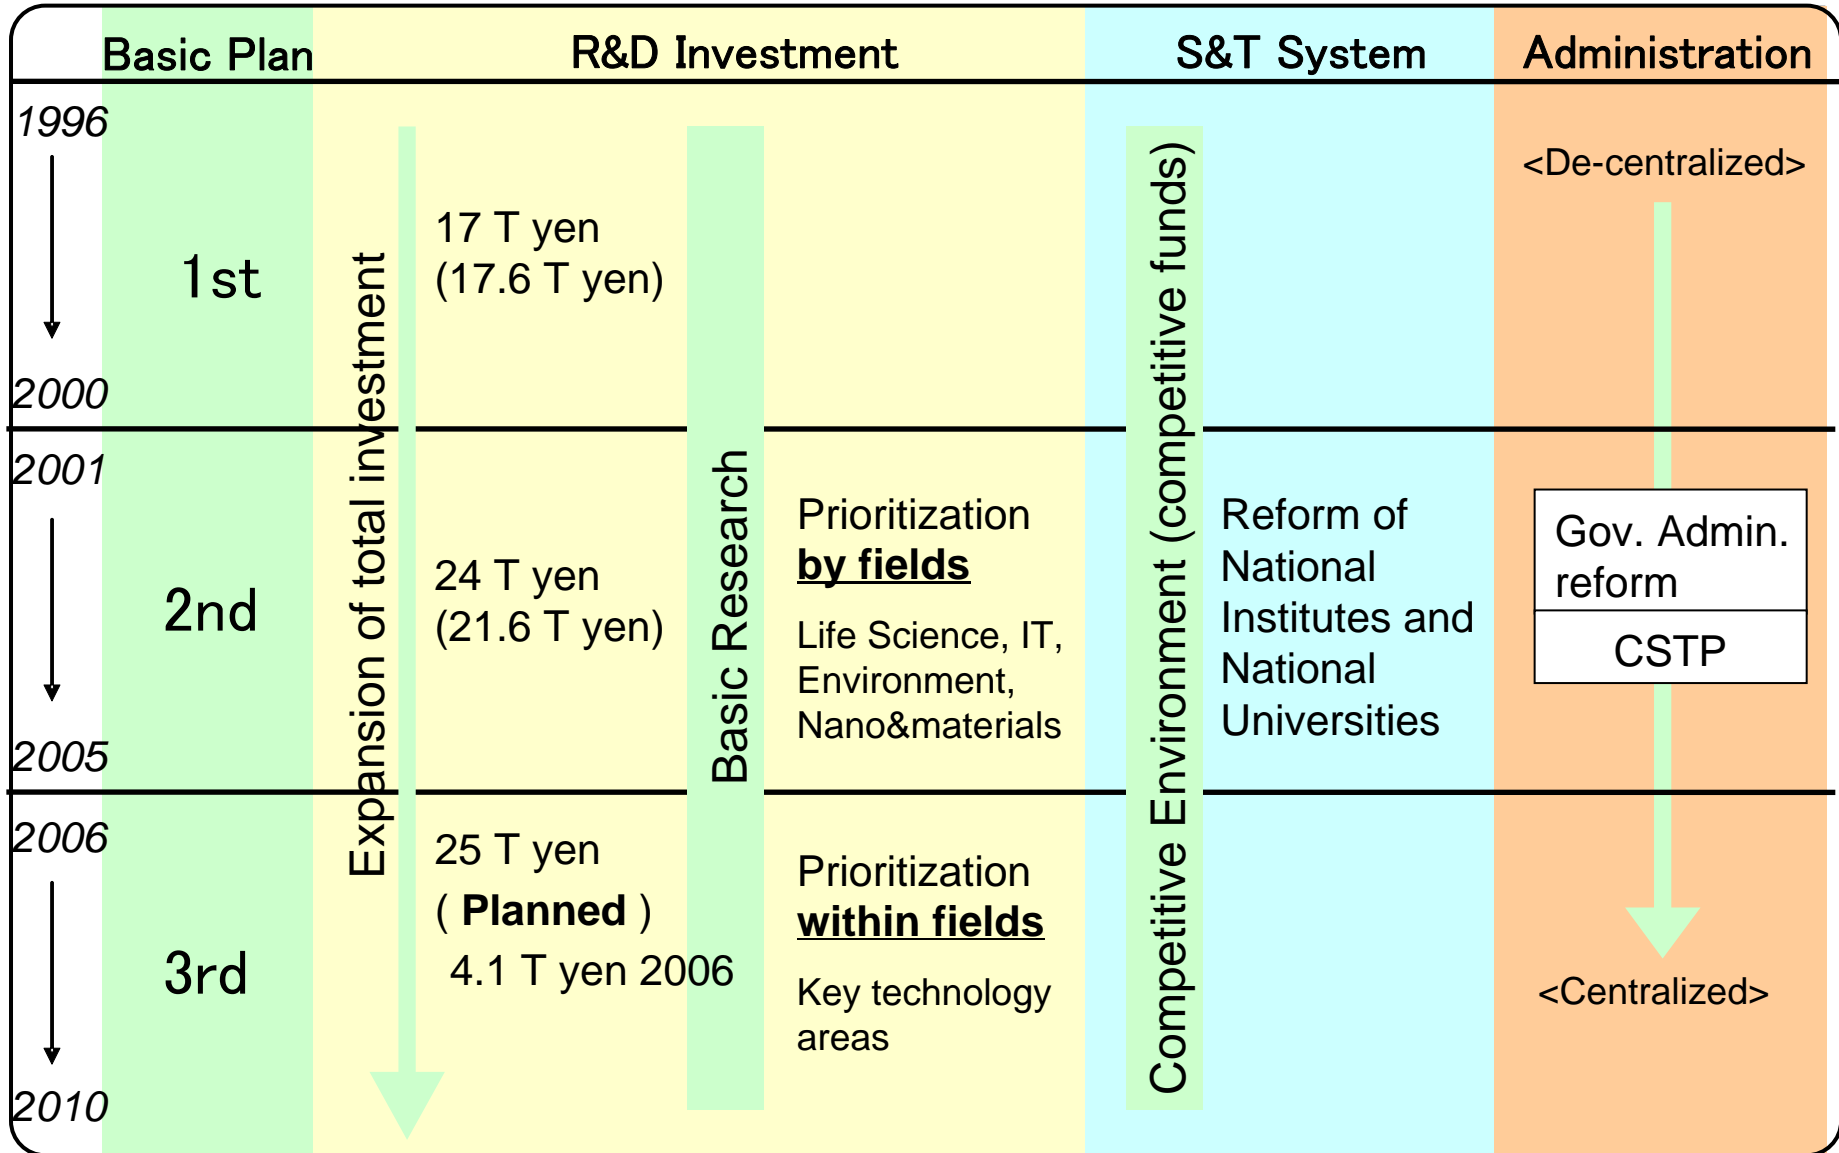 Basic Plan
R&D Investment
S&T System
Administration
1996
2000
1st
Expansion of total investment
17 T yen
(17.6 T yen)
Basic Research
Competitive Environment (competitive funds)
<De-centralized>
2001
2005
2nd
24 T yen
(21.6 T yen)
Prioritization
by fields
Life Science, IT,
Environment,
Nano&materials
Reform of
National
Institutes and
National
Universities
Gov. Admin.
reform
CSTP
2006
2010
3rd
25 T yen
( Planned )
4.1 T yen 2006
Prioritization
within fields
Key technology
areas
<Centralized>